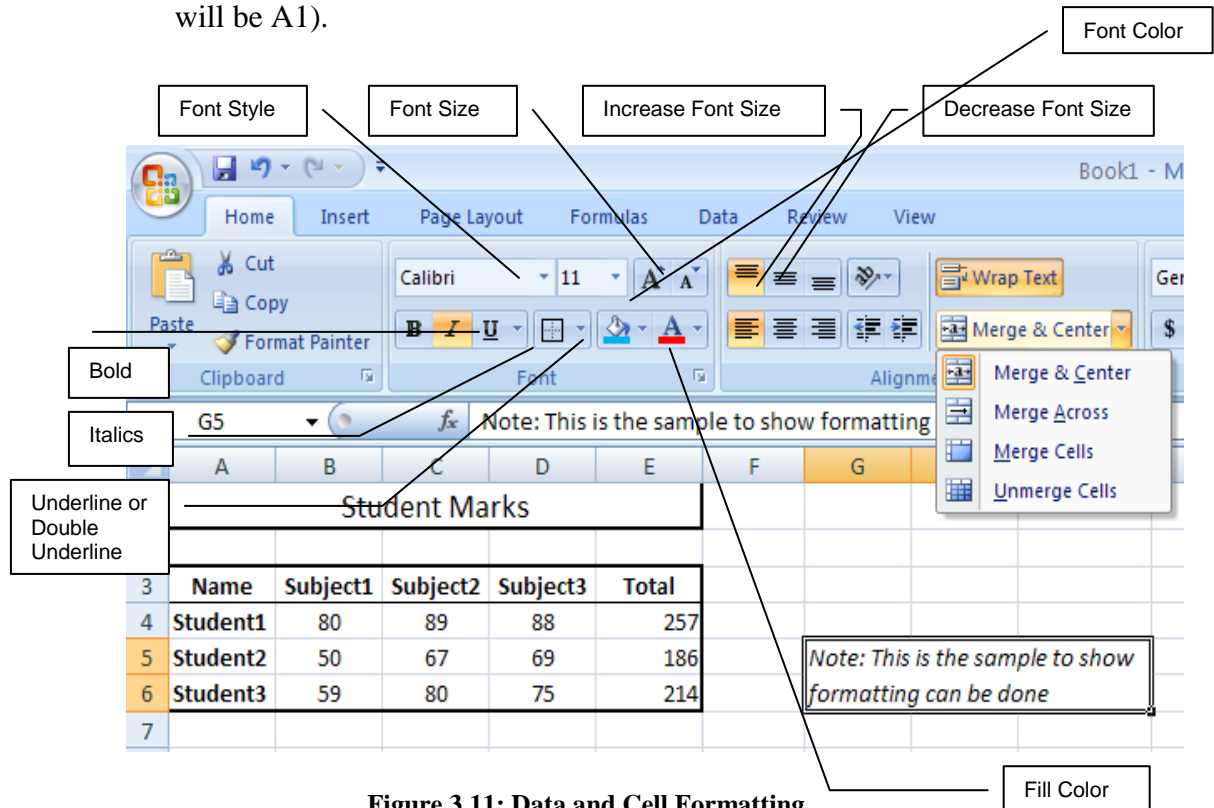 will be A1).
Font Color
Font Style
Font Size
Increase Font Size
Decrease Font Size
Book1 - M
Home Insert Page Layout Formulas Data Review View
Cut
Copy
Paste
Format Painter
Clipboard
Calibri 11 A A
B I U A
Font
Wrap Text
Merge & Center
Alignme
Ger
$
Merge & Center
Merge Across
Merge Cells
Unmerge Cells
Bold
Italics
Underline or
Double
Underline
G5 fx Note: This is the sample to show formatting
A B C D E F G
Student Marks
3 Name Subject1 Subject2 Subject3 Total
4 Student1 80 89 88 257
5 Student2 50 67 69 186
6 Student3 59 80 75 214
7
Note: This is the sample to show
formatting can be done
Fill Color
Figure 3.11: Data and Cell Formatting